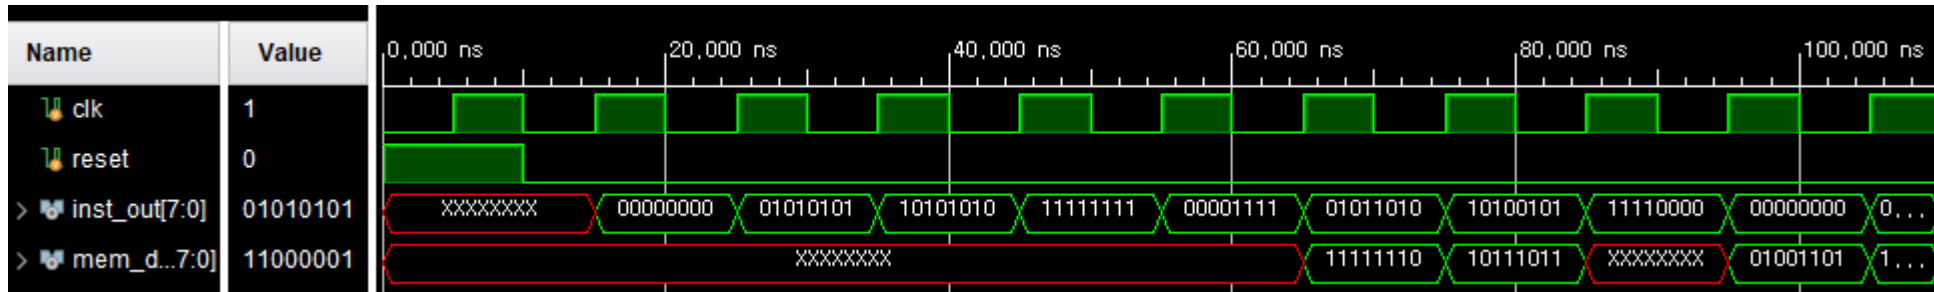 Name Value 0,000 ns 20,000 ns 40,000 ns 60,000 ns 80,000 ns 100,000 ns
clk 1
reset 0
> inst_out[7:0] 01010101 XXXXXXXX 00000000 01010101 10101010 11111111 00001111 01011010 10100101 11110000 00000000 0...
> mem_d...7:0] 11000001 XXXXXXXX 11111110 10111011 XXXXXXXX 01001101 1...